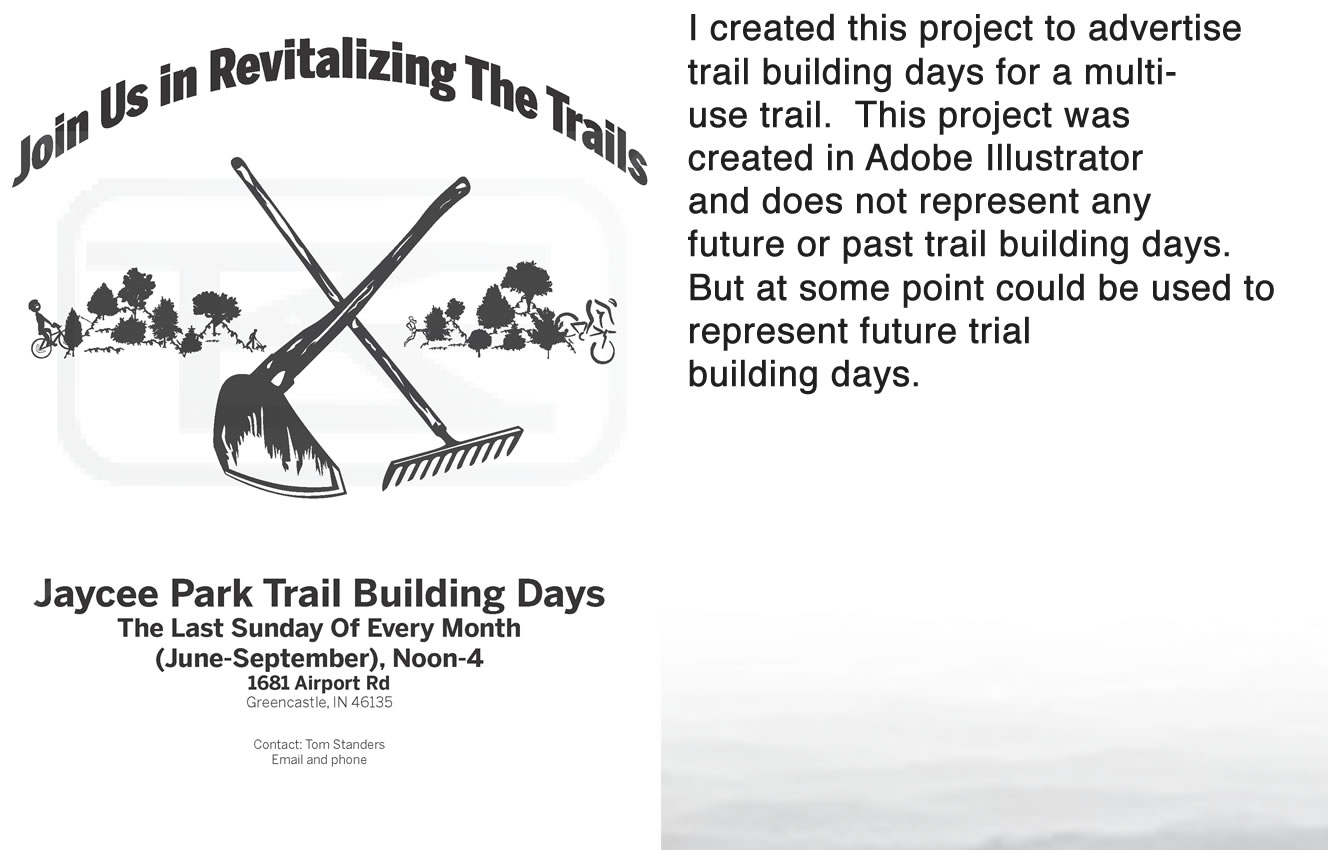 Join Us in Revitalizing The Trails
Jaycee Park Trail Building Days
The Last Sunday Of Every Month
(June-September), Noon-4
1681 Airport Rd
Greencastle, IN 46135
Contact: Tom Standers
Email and phone
I created this project to advertise
trail building days for a multi-
use trail.  This project was
created in Adobe Illustrator
and does not represent any
future or past trail building days.
But at some point could be used to
represent future trial
building days.